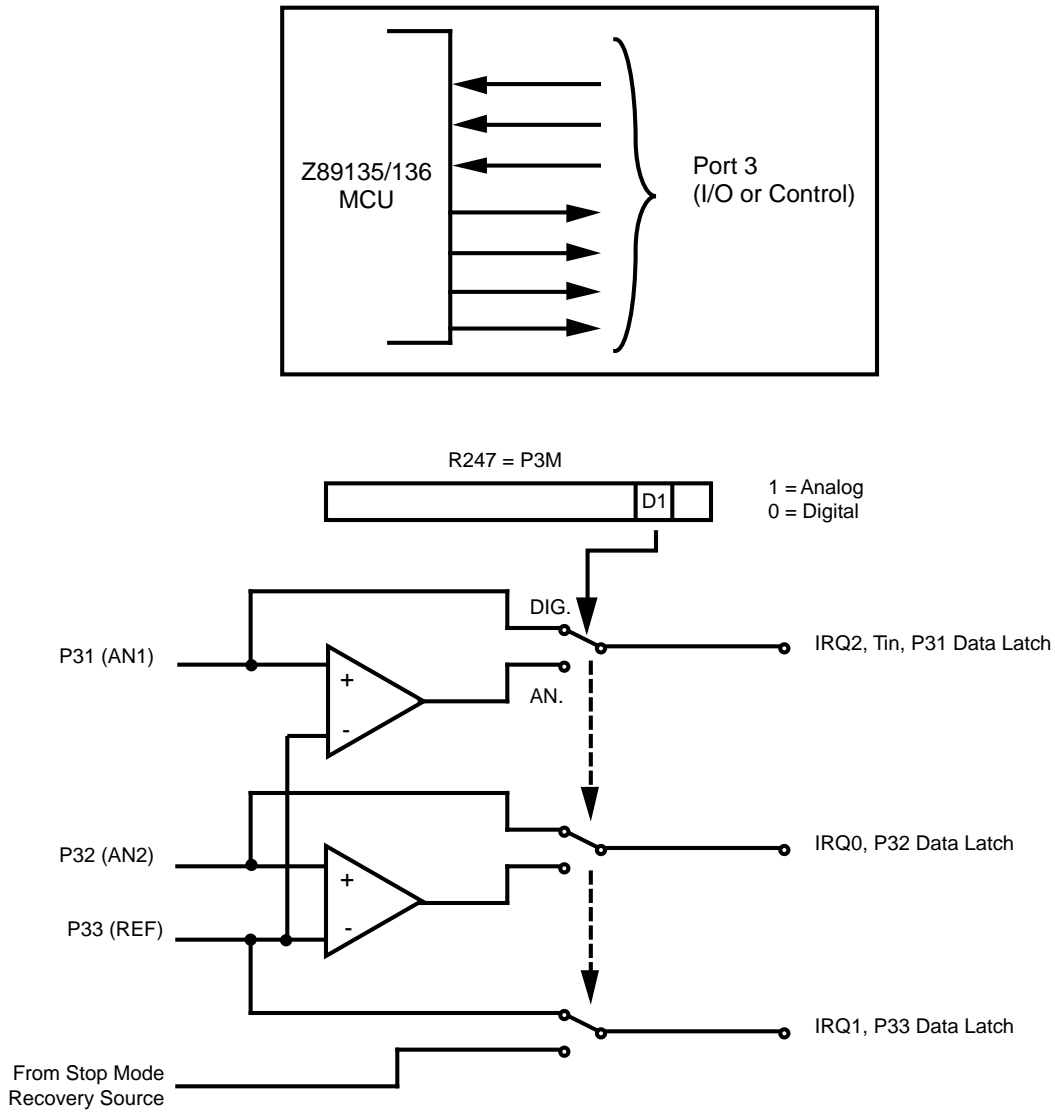 Z89135/136
MCU
Port 3
(I/O or Control)
R247 = P3M
D1
1 = Analog
0 = Digital
DIG.
P31 (AN1)
+
-
AN.
IRQ2, Tin, P31 Data Latch
P32 (AN2)
+
-
IRQ0, P32 Data Latch
P33 (REF)
IRQ1, P33 Data Latch
From Stop Mode
Recovery Source